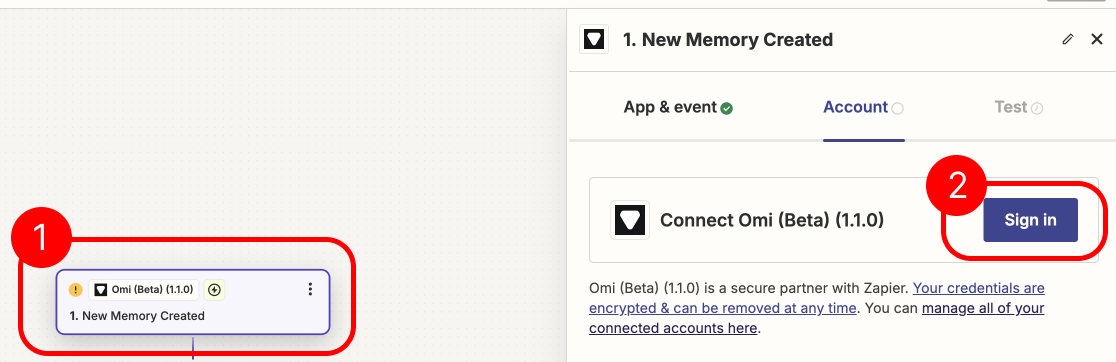 1
Omi (Beta) (1.1.0)
1. New Memory Created
1. New Memory Created
App & event
Account
Test
2
Connect Omi (Beta) (1.1.0)
Sign in
Omi (Beta) (1.1.0) is a secure partner with Zapier. Your credentials are
encrypted & can be removed at any time. You can manage all of your
connected accounts here.